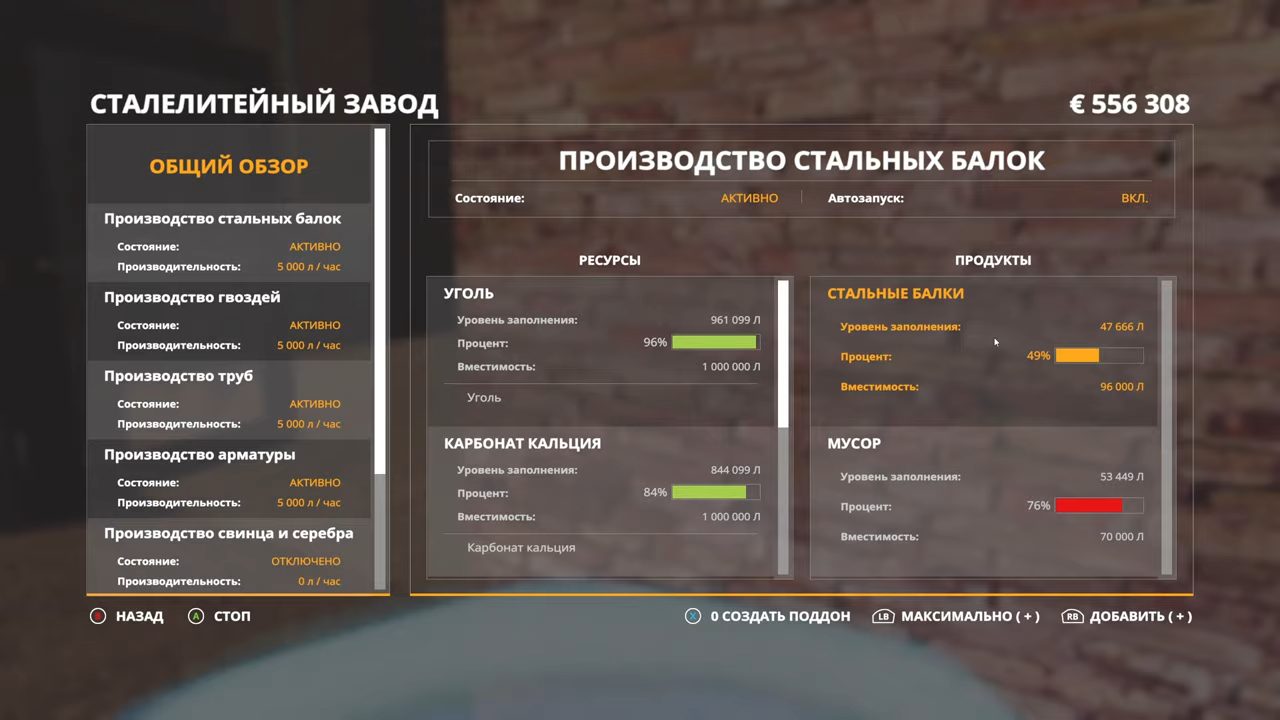 СТАЛЕЛИТЕЙНЫЙ ЗАВОД
€ 556 308
ОБЩИЙ ОБЗОР
Производство стальных балок
Состояние: АКТИВНО
Производительность: 5 000 л / час
Производство гвоздей
Состояние: АКТИВНО
Производительность: 5 000 л / час
Производство труб
Состояние: АКТИВНО
Производительность: 5 000 л / час
Производство арматуры
Состояние: АКТИВНО
Производительность: 5 000 л / час
Производство свинца и серебра
Состояние: ОТКЛЮЧЕНО
Производительность: 0 л / час
ПРОИЗВОДСТВО СТАЛЬНЫХ БАЛОК
Состояние: АКТИВНО
Автозапуск: ВКЛ.
РЕСУРСЫ
УГОЛЬ
Уровень заполнения: 961 099 Л
Процент: 96%
Вместимость: 1 000 000 Л
Уголь
КАРБОНАТ КАЛЬЦИЯ
Уровень заполнения: 844 099 Л
Процент: 84%
Вместимость: 1 000 000 Л
Карбонат кальция
ПРОДУКТЫ
СТАЛЬНЫЕ БАЛКИ
Уровень заполнения: 47 666 Л
Процент: 49%
Вместимость: 96 000 Л
МУСОР
Уровень заполнения: 53 449 Л
Процент: 76%
Вместимость: 70 000 Л
B НАЗАД
A СТОП
X 0 СОЗДАТЬ ПОДДОН
LB МАКСИМАЛЬНО ( + )
RB ДОБАВИТЬ ( + )